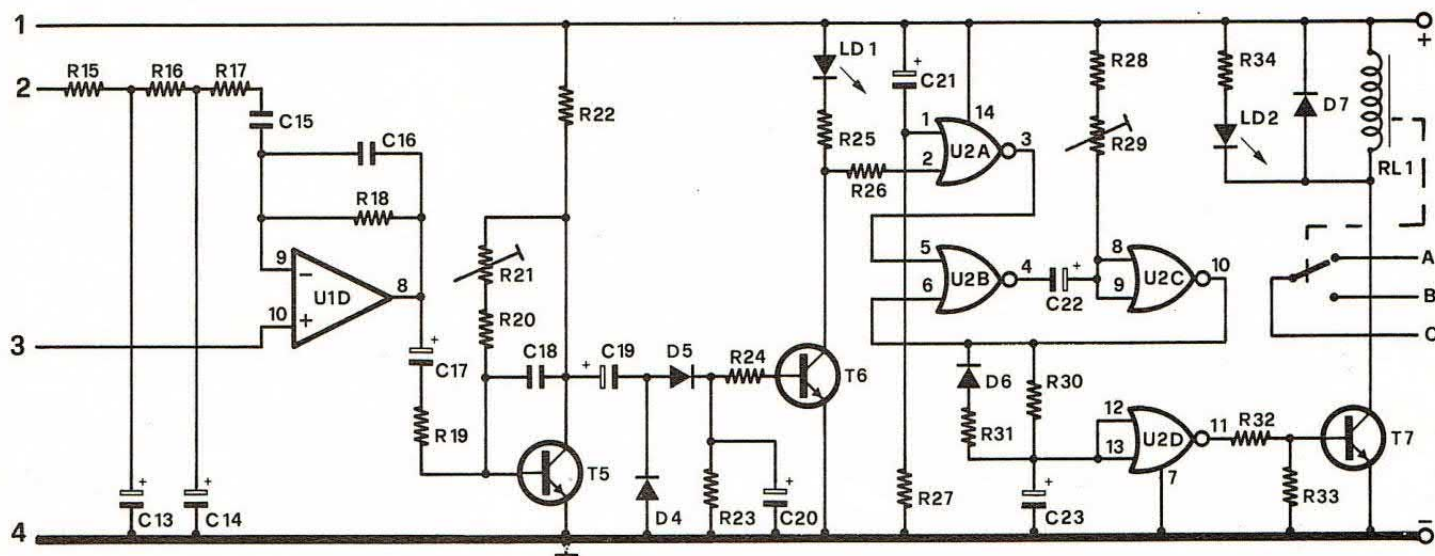 1
+
2
R15
R16
R17
C15
C16
R18
9
−
U1D
8
10
+
3
R22
R21
R20
+
C17
R19
C18
+
C19
D5
R24
T6
T5
D4
R23
+
C20
+
C13
+
C14
4
−
LD1
R25
R26
+
C21
1
2
14
U2A
3
R28
R29
5
6
U2B
4
+
C22
8
9
U2C
10
R34
LD2
D7
RL1
A
B
C
D6
R31
R30
R27
12
13
U2D
11
7
R32
R33
T7
+
C23